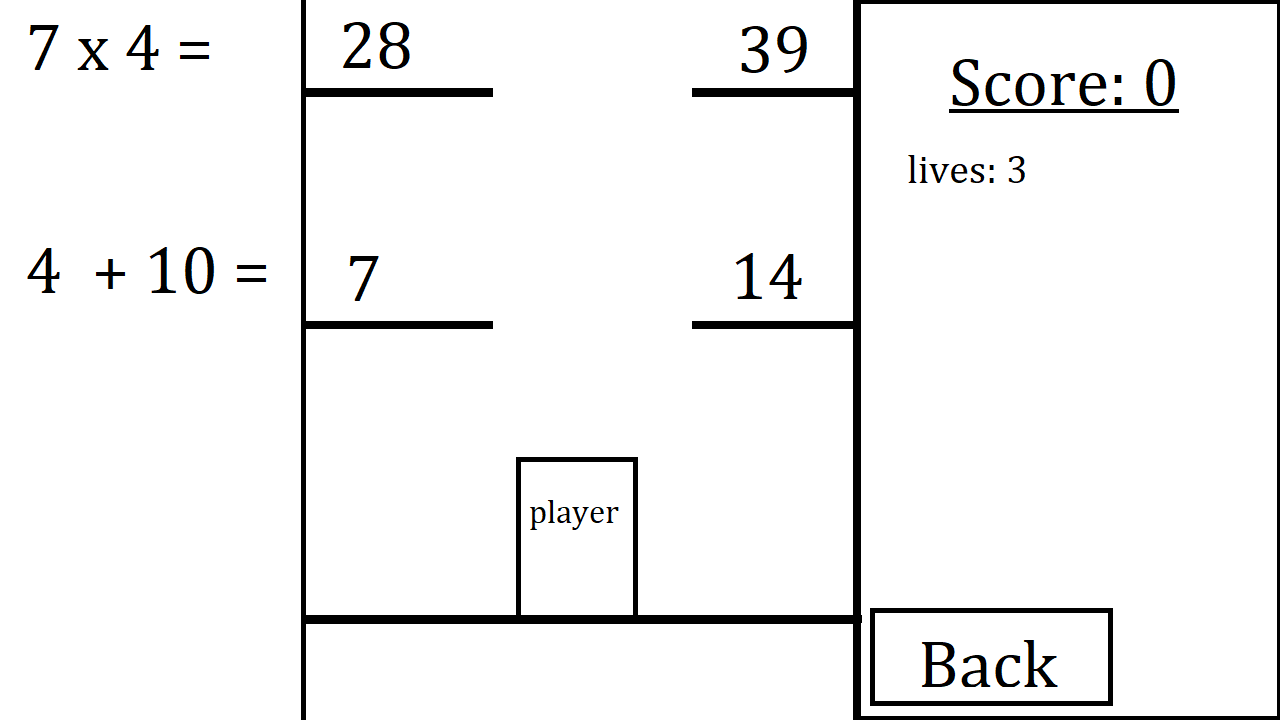 7 x 4 =
28
39
Score: 0
lives: 3
4  + 10 =
7
14
player
Back